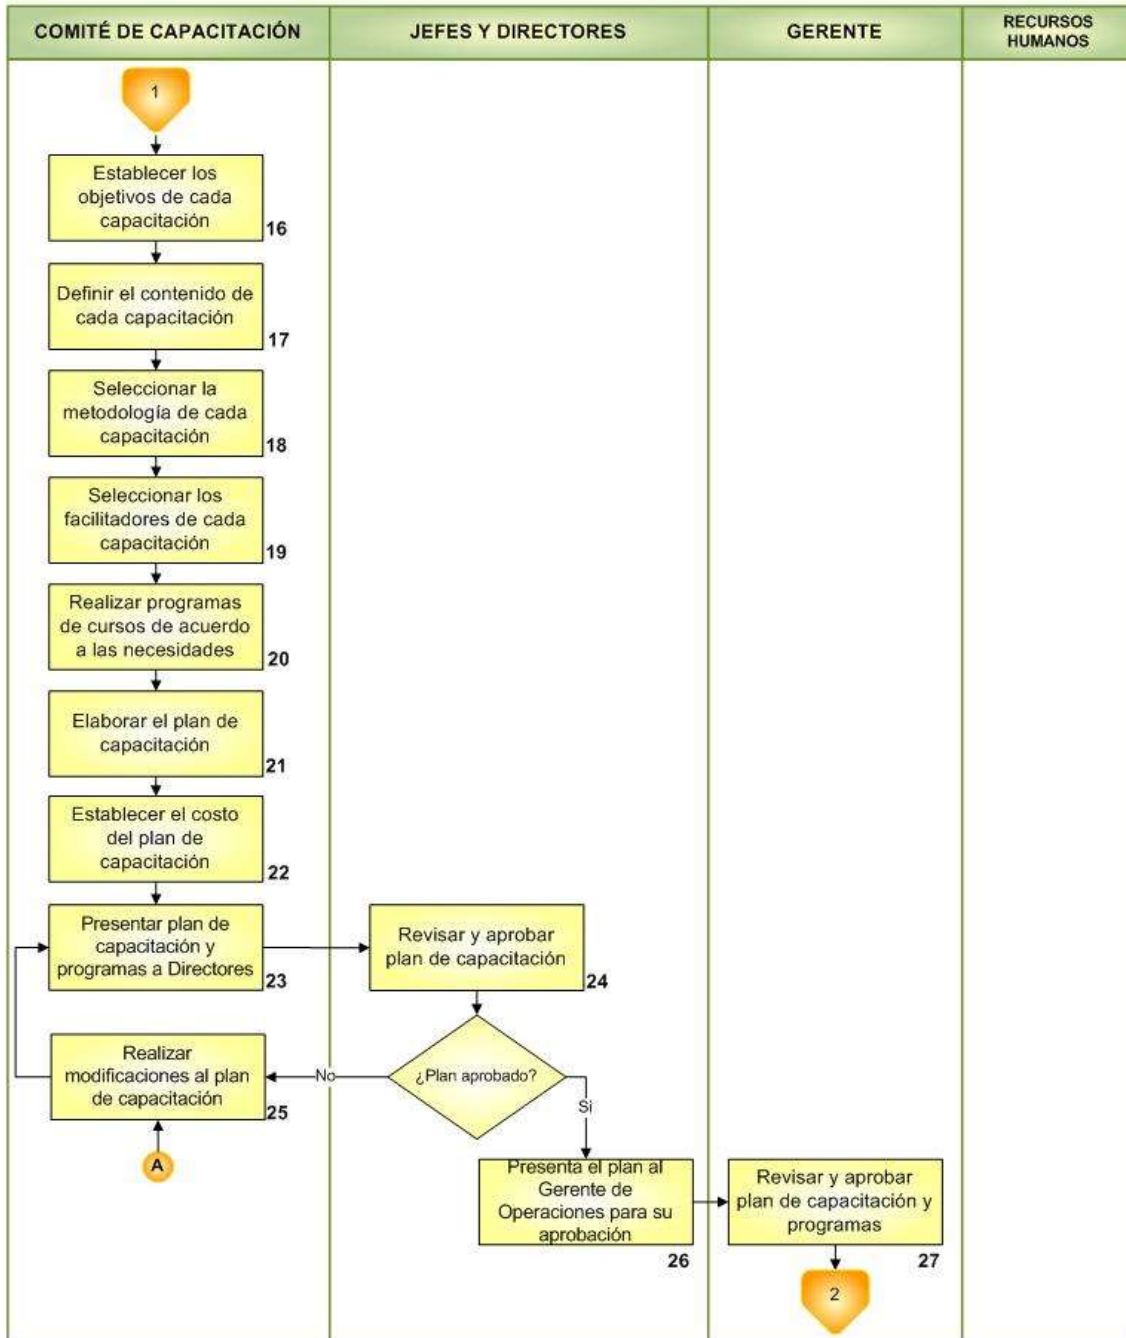 COMITÉ DE CAPACITACIÓN
JEFES Y DIRECTORES
GERENTE
RECURSOS
HUMANOS
1
Establecer los
objetivos de cada
capacitación
16
Definir el contenido de
cada capacitación
17
Seleccionar la
metodología de cada
capacitación
18
Seleccionar los
facilitadores de cada
capacitación
19
Realizar programas
de cursos de acuerdo
a las necesidades
20
Elaborar el plan de
capacitación
21
Establecer el costo
del plan de
capacitación
22
Presentar plan de
capacitación y
programas a Directores
23
Revisar y aprobar
plan de capacitación
24
¿Plan aprobado?
No
Realizar
modificaciones al plan
de capacitación
25
A
Si
Presenta el plan al
Gerente de
Operaciones para su
aprobación
26
Revisar y aprobar
plan de capacitación y
programas
27
2